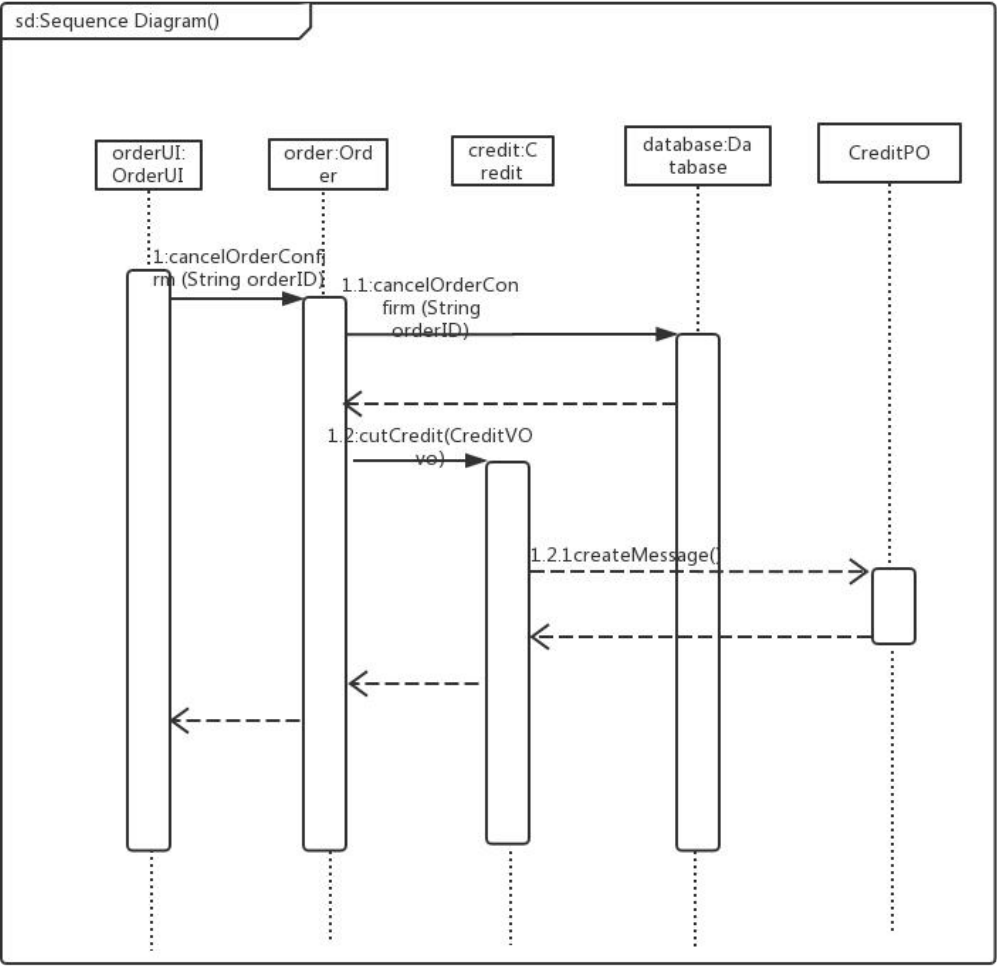 sd:Sequence Diagram()
orderUI:
OrderUI
order:Ord
er
credit:C
redit
database:Da
tabase
CreditPO
1:cancelOrderConfi
rm (String orderID)
1.1:cancelOrderCon
firm (String
orderID)
1.2:cutCredit(CreditVO
vo)
1.2.1createMessage()